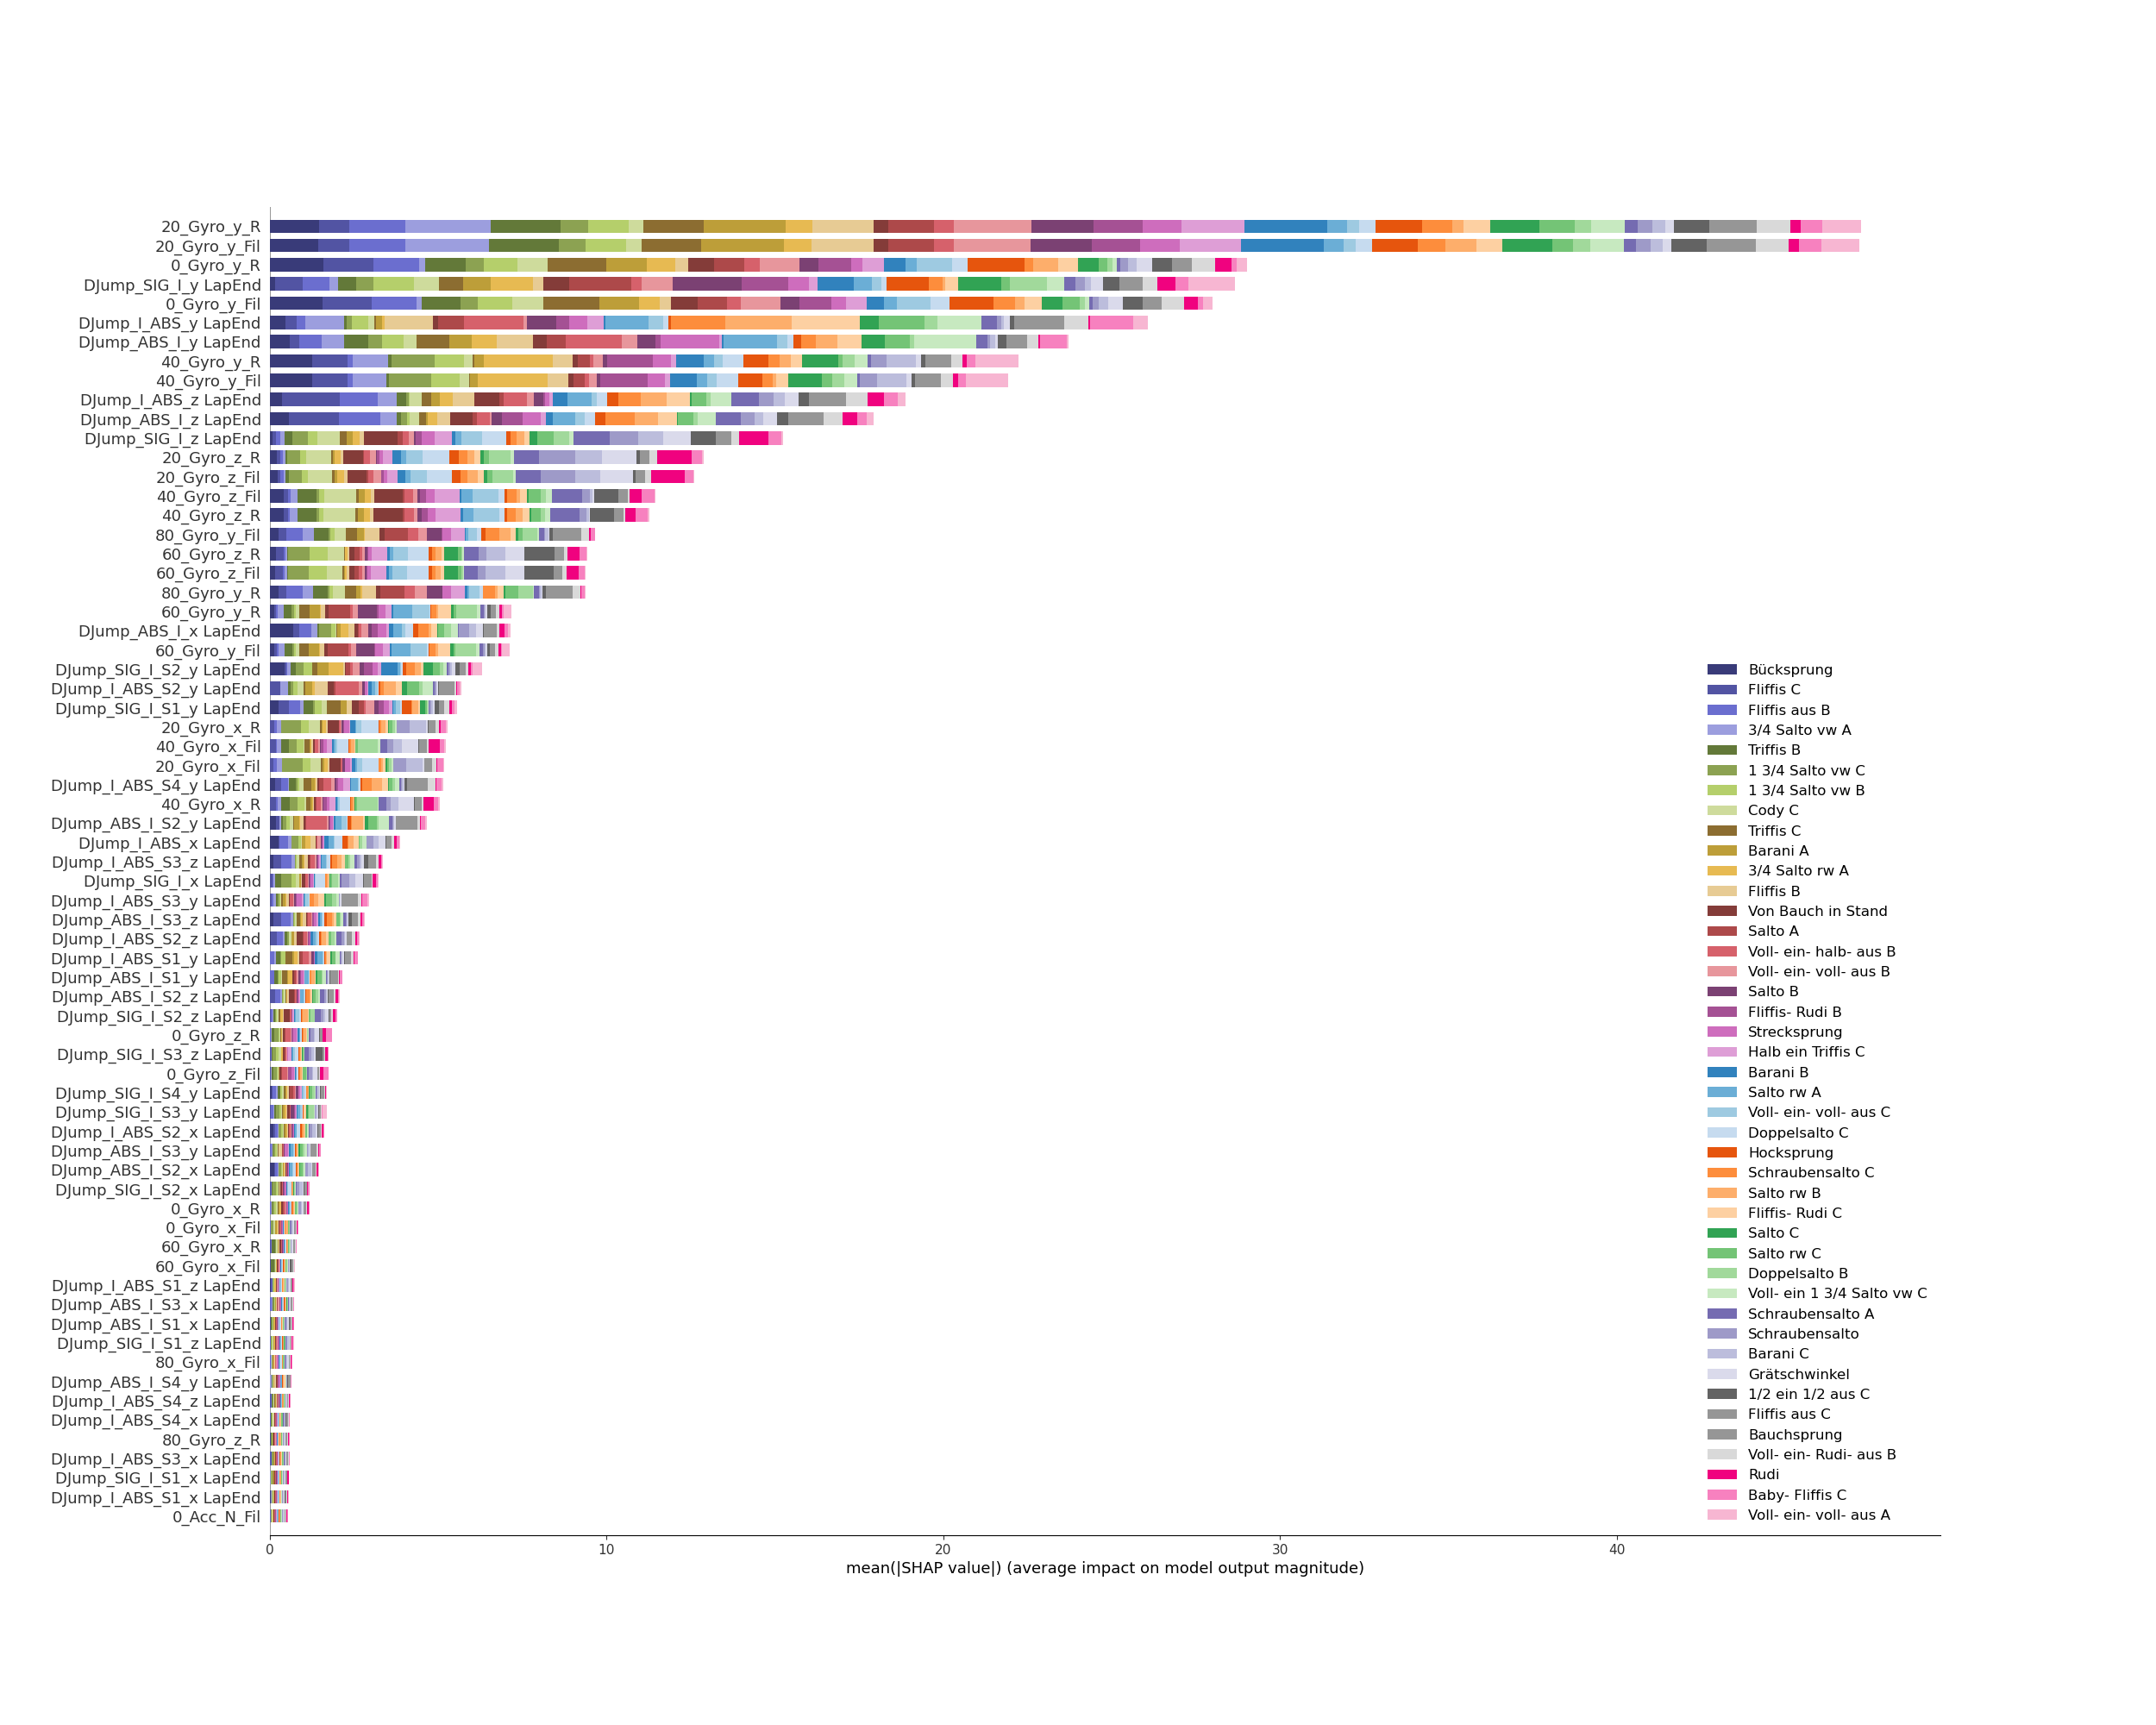 20_Gyro_y_R
20_Gyro_y_Fil
0_Gyro_y_R
DJump_SIG_I_y LapEnd
0_Gyro_y_Fil
DJump_I_ABS_y LapEnd
DJump_ABS_I_y LapEnd
40_Gyro_y_R
40_Gyro_y_Fil
DJump_I_ABS_z LapEnd
DJump_ABS_I_z LapEnd
DJump_SIG_I_z LapEnd
20_Gyro_z_R
20_Gyro_z_Fil
40_Gyro_z_Fil
40_Gyro_z_R
80_Gyro_y_Fil
60_Gyro_z_R
60_Gyro_z_Fil
80_Gyro_y_R
60_Gyro_y_R
DJump_ABS_I_x LapEnd
60_Gyro_y_Fil
DJump_SIG_I_S2_y LapEnd
DJump_I_ABS_S2_y LapEnd
DJump_SIG_I_S1_y LapEnd
20_Gyro_x_R
40_Gyro_x_Fil
20_Gyro_x_Fil
DJump_I_ABS_S4_y LapEnd
40_Gyro_x_R
DJump_ABS_I_S2_y LapEnd
DJump_I_ABS_x LapEnd
DJump_I_ABS_S3_z LapEnd
DJump_SIG_I_x LapEnd
DJump_I_ABS_S3_y LapEnd
DJump_ABS_I_S3_z LapEnd
DJump_I_ABS_S2_z LapEnd
DJump_I_ABS_S1_y LapEnd
DJump_ABS_I_S1_y LapEnd
DJump_ABS_I_S2_z LapEnd
DJump_SIG_I_S2_z LapEnd
0_Gyro_z_R
DJump_SIG_I_S3_z LapEnd
0_Gyro_z_Fil
DJump_SIG_I_S4_y LapEnd
DJump_SIG_I_S3_y LapEnd
DJump_I_ABS_S2_x LapEnd
DJump_ABS_I_S3_y LapEnd
DJump_ABS_I_S2_x LapEnd
DJump_SIG_I_S2_x LapEnd
0_Gyro_x_R
0_Gyro_x_Fil
60_Gyro_x_R
60_Gyro_x_Fil
DJump_I_ABS_S1_z LapEnd
DJump_ABS_I_S3_x LapEnd
DJump_ABS_I_S1_x LapEnd
DJump_SIG_I_S1_z LapEnd
80_Gyro_x_Fil
DJump_ABS_I_S4_y LapEnd
DJump_I_ABS_S4_z LapEnd
DJump_I_ABS_S4_x LapEnd
80_Gyro_z_R
DJump_I_ABS_S3_x LapEnd
DJump_SIG_I_S1_x LapEnd
DJump_I_ABS_S1_x LapEnd
0_Acc_N_Fil
Bücksprung
Fliffis C
Fliffis aus B
3/4 Salto vw A
Triffis B
1 3/4 Salto vw C
1 3/4 Salto vw B
Cody C
Triffis C
Barani A
3/4 Salto rw A
Fliffis B
Von Bauch in Stand
Salto A
Voll- ein- halb- aus B
Voll- ein- voll- aus B
Salto B
Fliffis- Rudi B
Strecksprung
Halb ein Triffis C
Barani B
Salto rw A
Voll- ein- voll- aus C
Doppelsalto C
Hocksprung
Schraubensalto C
Salto rw B
Fliffis- Rudi C
Salto C
Salto rw C
Doppelsalto B
Voll- ein 1 3/4 Salto vw C
Schraubensalto A
Schraubensalto
Barani C
Grätschwinkel
1/2 ein 1/2 aus C
Fliffis aus C
Bauchsprung
Voll- ein- Rudi- aus B
Rudi
Baby- Fliffis C
Voll- ein- voll- aus A
0 10 20 30 40
mean(|SHAP value|) (average impact on model output magnitude)